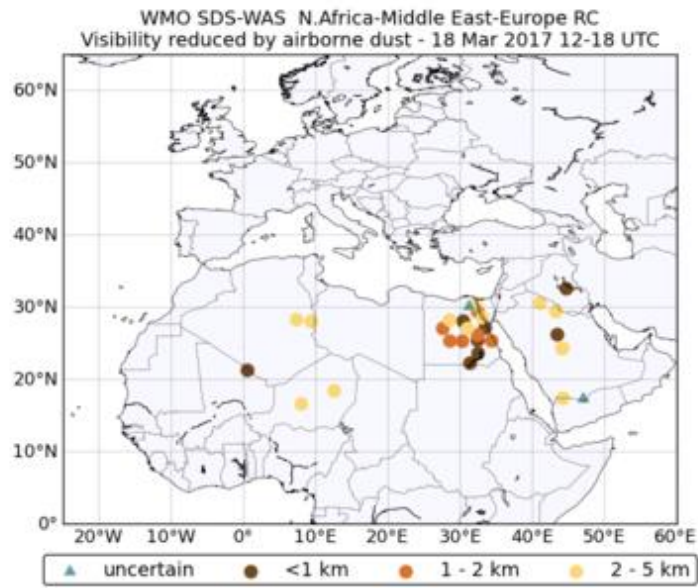 WMO SDS-WAS N.Africa-Middle East-Europe RC
Visibility reduced by airborne dust - 18 Mar 2017 12-18 UTC
60°N
50°N
40°N
30°N
20°N
10°N
0°
20°W 10°W 0° 10°E 20°E 30°E 40°E 50°E 60°E
uncertain <1 km 1 - 2 km 2 - 5 km